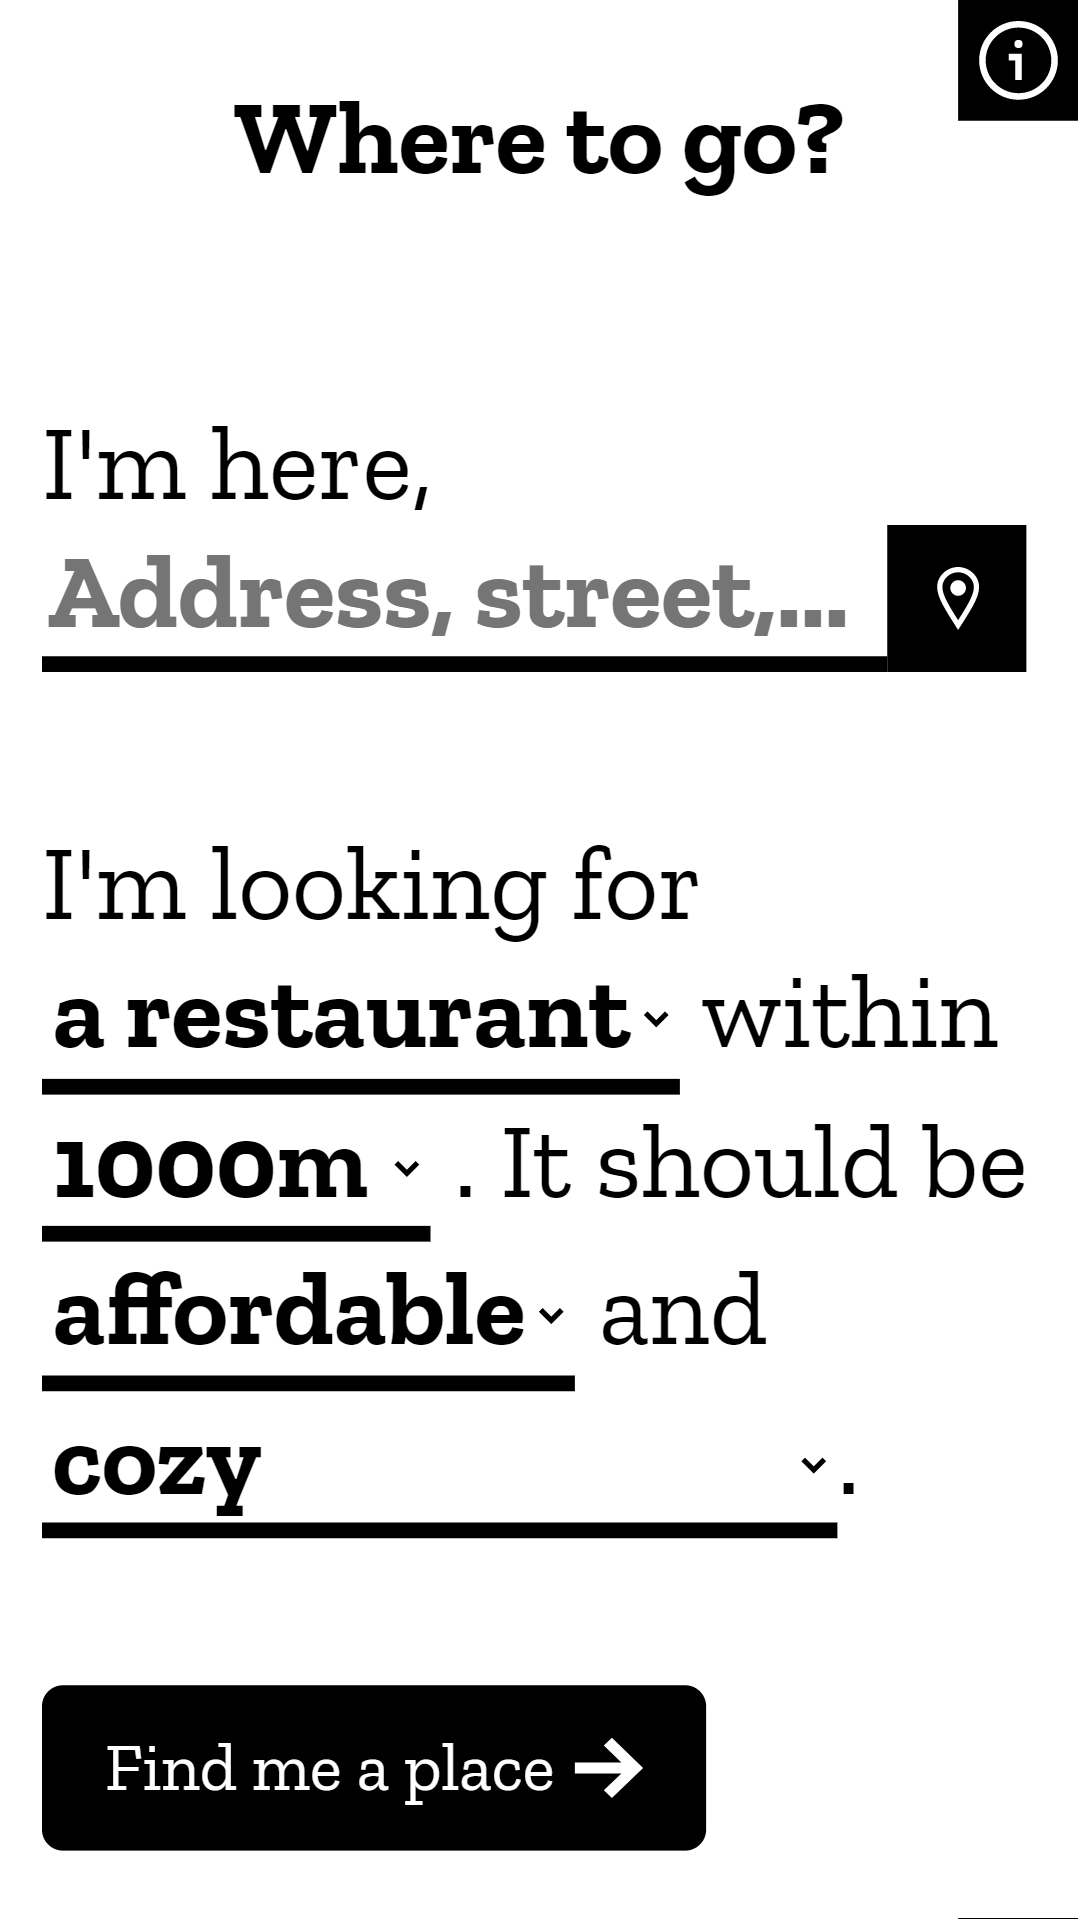 Where to go?
I'm here,
Address, street,...
I'm looking for
a restaurant within
1000m . It should be
affordable and
cozy .
Find me a place